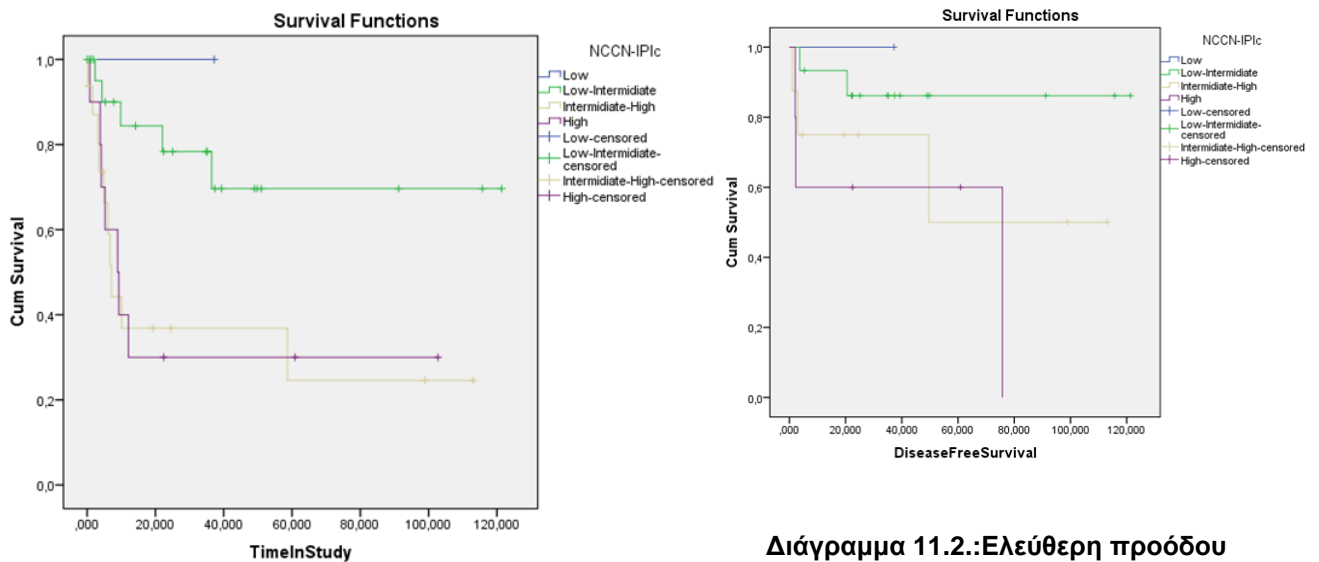 Survival Functions
NCCN-IPIc
Low
Low-Intermidiate
Intermidiate-High
High
Low-censored
Low-Intermidiate-
censored
Intermidiate-High-censored
High-censored
Cum Survival
1,0
0,8
0,6
0,4
0,2
0,0
,000 20,000 40,000 60,000 80,000 100,000 120,000
TimeInStudy
Survival Functions
NCCN-IPIc
Low
Low-Intermidiate
Intermidiate-High
High
Low-censored
Low-Intermidiate-
censored
Intermidiate-High-censored
High-censored
Cum Survival
1,0
0,8
0,6
0,4
0,2
0,0
,000 20,000 40,000 60,000 80,000 100,000 120,000
DiseaseFreeSurvival
Διάγραμμα 11.2.:Ελεύθερη προόδου